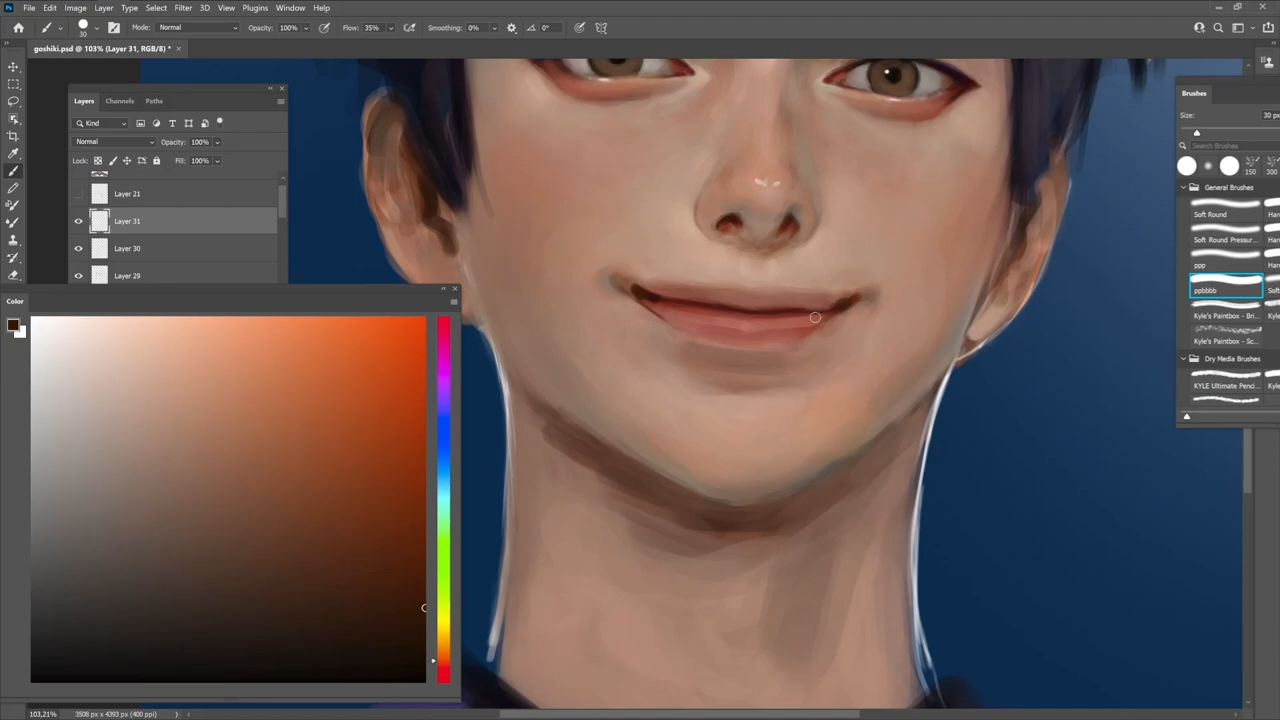 Ps File Edit Image Layer Type Select Filter 3D View Plugins Window Help
30 Mode: Normal Opacity: 100% Flow: 35% Smoothing: 0% 0°
goshiki.psd @ 103% (Layer 31, RGB/8) * ×
Layers Channels Paths
Kind
Normal Opacity: 100%
Lock: Fill: 100%
Layer 21
Layer 31
Layer 30
Layer 29
Color
Brushes
Size: 30 px
Search Brushes
150 300
General Brushes
Soft Round
Soft Round Pressur...
ppp
ppbbbb
Kyle's Paintbox - Bri...
Kyle's Paintbox - Sc...
Dry Media Brushes
KYLE Ultimate Penci...
103,21% 3508 px x 4393 px (400 ppi)